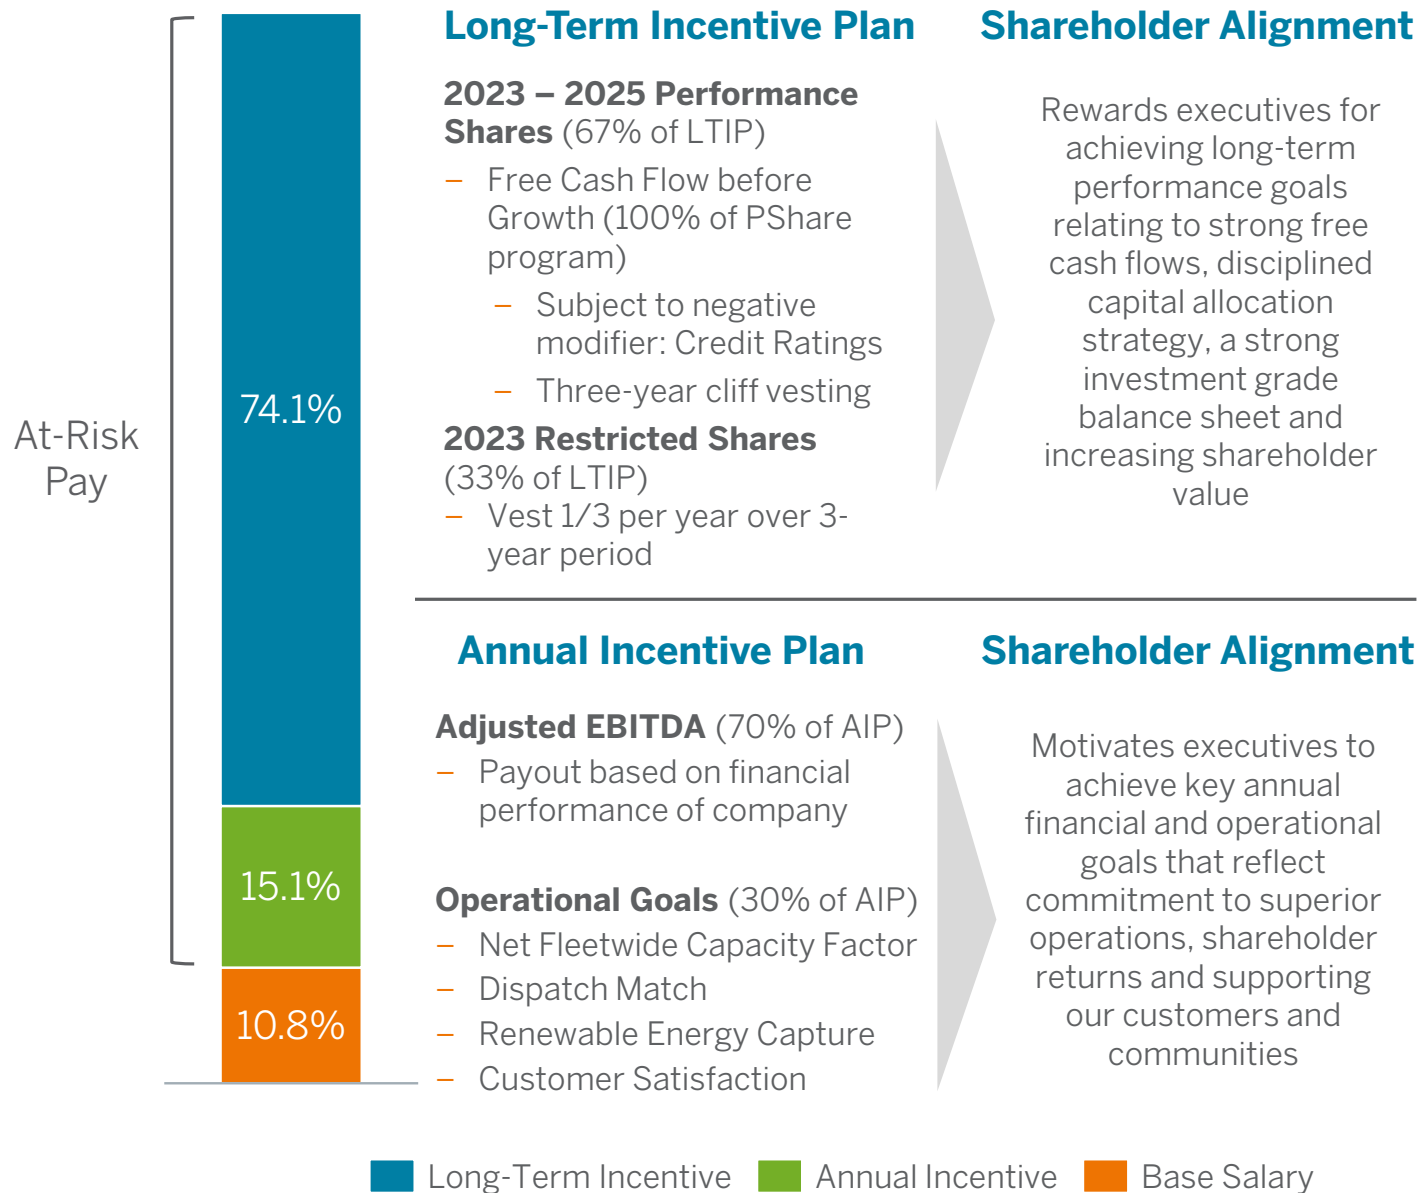 At-Risk
Pay
74.1%
15.1%
10.8%
Long-Term Incentive Plan
2023 – 2025 Performance
Shares (67% of LTIP)
– Free Cash Flow before
Growth (100% of PShare
program)
– Subject to negative
modifier: Credit Ratings
– Three-year cliff vesting
2023 Restricted Shares
(33% of LTIP)
– Vest 1/3 per year over 3-
year period
Shareholder Alignment
Rewards executives for
achieving long-term
performance goals
relating to strong free
cash flows, disciplined
capital allocation
strategy, a strong
investment grade
balance sheet and
increasing shareholder
value
Annual Incentive Plan
Adjusted EBITDA (70% of AIP)
– Payout based on financial
performance of company
Operational Goals (30% of AIP)
– Net Fleetwide Capacity Factor
– Dispatch Match
– Renewable Energy Capture
– Customer Satisfaction
Shareholder Alignment
Motivates executives to
achieve key annual
financial and operational
goals that reflect
commitment to superior
operations, shareholder
returns and supporting
our customers and
communities
Long-Term Incentive
Annual Incentive
Base Salary